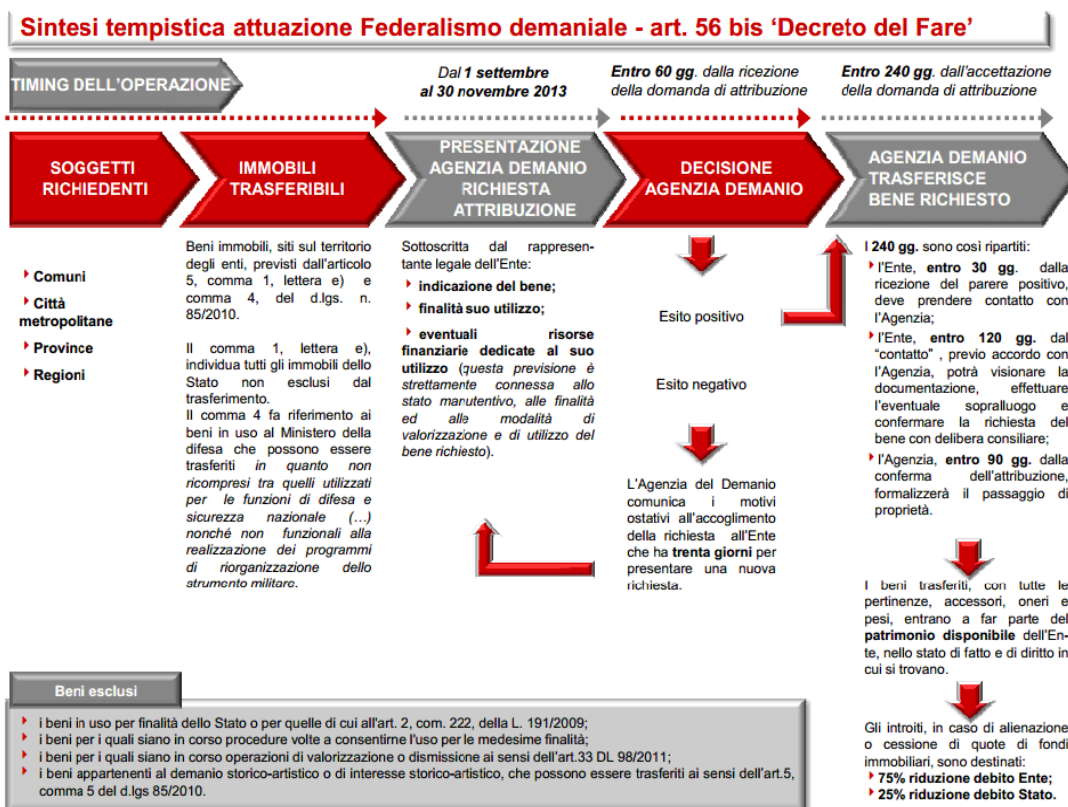 Sintesi tempistica attuazione Federalismo demaniale - art. 56 bis ‘Decreto del Fare’
TIMING DELL’OPERAZIONE
Dal 1 settembre
al 30 novembre 2013
Entro 60 gg. dalla ricezione
della domanda di attribuzione
Entro 240 gg. dall’accettazione
della domanda di attribuzione
SOGGETTI
RICHIEDENTI
IMMOBILI
TRASFERIBILI
PRESENTAZIONE
AGENZIA DEMANIO
RICHIESTA
ATTRIBUZIONE
DECISIONE
AGENZIA DEMANIO
AGENZIA DEMANIO
TRASFERISCE
BENE RICHIESTO
Comuni
Città
metropolitane
Province
Regioni
Beni immobili, siti sul territorio
degli enti, previsti dall’articolo
5, comma 1, lettera e) e
comma 4, del d.lgs. n.
85/2010.
Il comma 1, lettera e),
individua tutti gli immobili dello
Stato non esclusi dal
trasferimento.
Il comma 4 fa riferimento ai
beni in uso al Ministero della
difesa che possono essere
trasferiti in quanto non
ricompresi tra quelli utilizzati
per le funzioni di difesa e
sicurezza nazionale (...)
nonché non funzionali alla
realizzazione dei programmi
di riorganizzazione dello
strumento militare.
Sottoscritta dal rappresen-
tante legale dell’Ente:
indicazione del bene;
finalità suo utilizzo;
eventuali risorse
finanziarie dedicate al suo
utilizzo (questa previsione è
strettamente connessa allo
stato manutentivo, alle finalità
ed alle modalità di
valorizzazione e di utilizzo del
bene richiesto).
Esito positivo
Esito negativo
L’Agenzia del Demanio
comunica i motivi
ostativi all’accoglimento
della richiesta all’Ente
che ha trenta giorni per
presentare una nuova
richiesta.
I 240 gg. sono così ripartiti:
l’Ente, entro 30 gg. dalla
ricezione del parere positivo,
deve prendere contatto con
l’Agenzia;
l’Ente, entro 120 gg. dal
“contatto” , previo accordo con
l’Agenzia, potrà visionare la
documentazione, effettuare
l’eventuale sopralluogo e
confermare la richiesta del
bene con delibera consiliare;
l’Agenzia, entro 90 gg. dalla
conferma dell’attribuzione,
formalizzerà il passaggio di
proprietà.
I beni trasferiti, con tutte le
pertinenze, accessori, oneri e
pesi, entrano a far parte del
patrimonio disponibile dell’En-
te, nello stato di fatto e di diritto in
cui si trovano.
Gli introiti, in caso di alienazione
o cessione di quote di fondi
immobiliari, sono destinati:
75% riduzione debito Ente;
25% riduzione debito Stato.
Beni esclusi
i beni in uso per finalità dello Stato o per quelle di cui all'art. 2, com. 222, della L. 191/2009;
i beni per i quali siano in corso procedure volte a consentirne l'uso per le medesime finalità;
i beni per i quali siano in corso operazioni di valorizzazione o dismissione ai sensi dell'art.33 DL 98/2011;
i beni appartenenti al demanio storico-artistico o di interesse storico-artistico, che possono essere trasferiti ai sensi dell’art.5,
comma 5 del d.lgs 85/2010.